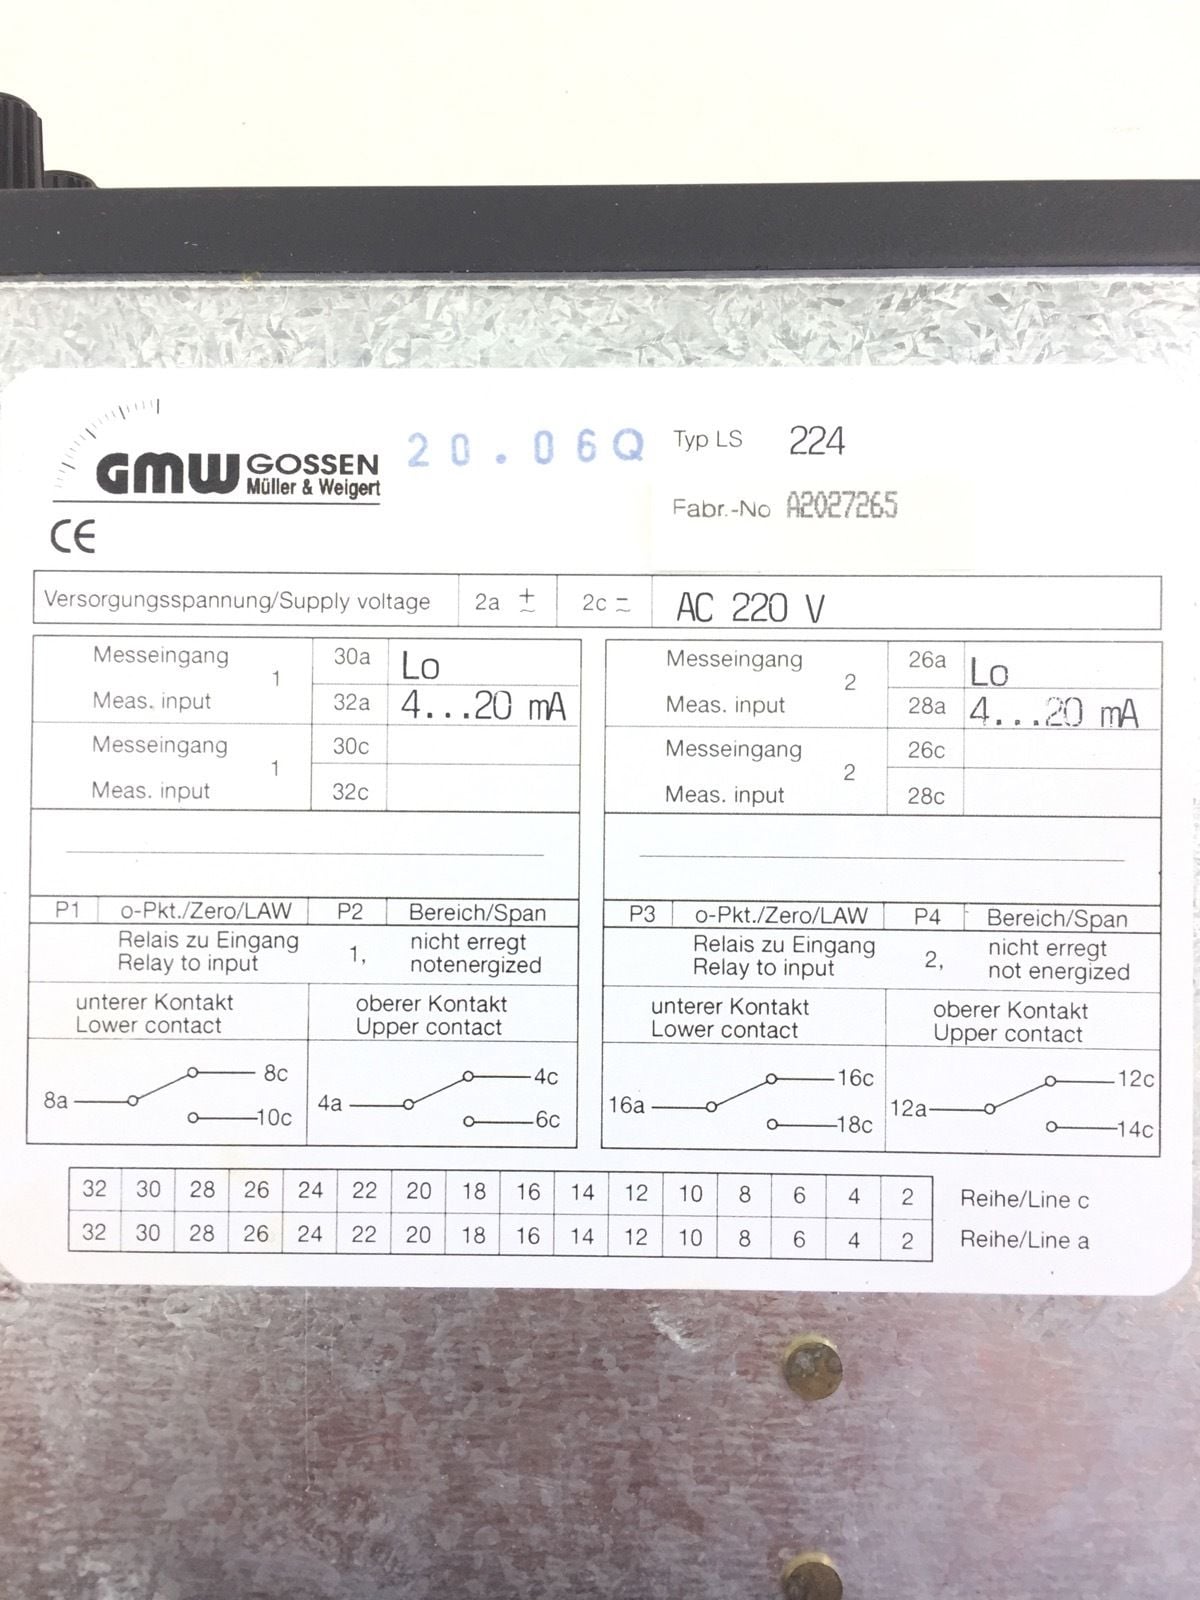 GMW GOSSEN
Müller & Weigert
20.06Q
Typ LS 224
Fabr.-No A2027265
CE
Versorgungsspannung/Supply voltage 2a 2c AC 220 V
Messeingang 1 30a Lo
Meas. input 32a 4...20 mA
Messeingang 1 30c
Meas. input 32c
Messeingang 2 26a Lo
Meas. input 28a 4...20 mA
Messeingang 2 26c
Meas. input 28c
P1 o-Pkt./Zero/LAW P2 Bereich/Span
Relais zu Eingang 1, nicht erregt
Relay to input notenergized
unterer Kontakt oberer Kontakt
Lower contact Upper contact
8a 8c 10c 4a 4c 6c
P3 o-Pkt./Zero/LAW P4 Bereich/Span
Relais zu Eingang 2, nicht erregt
Relay to input not energized
unterer Kontakt oberer Kontakt
Lower contact Upper contact
16a 16c 18c 12a 12c 14c
32 30 28 26 24 22 20 18 16 14 12 10 8 6 4 2 Reihe/Line c
32 30 28 26 24 22 20 18 16 14 12 10 8 6 4 2 Reihe/Line a